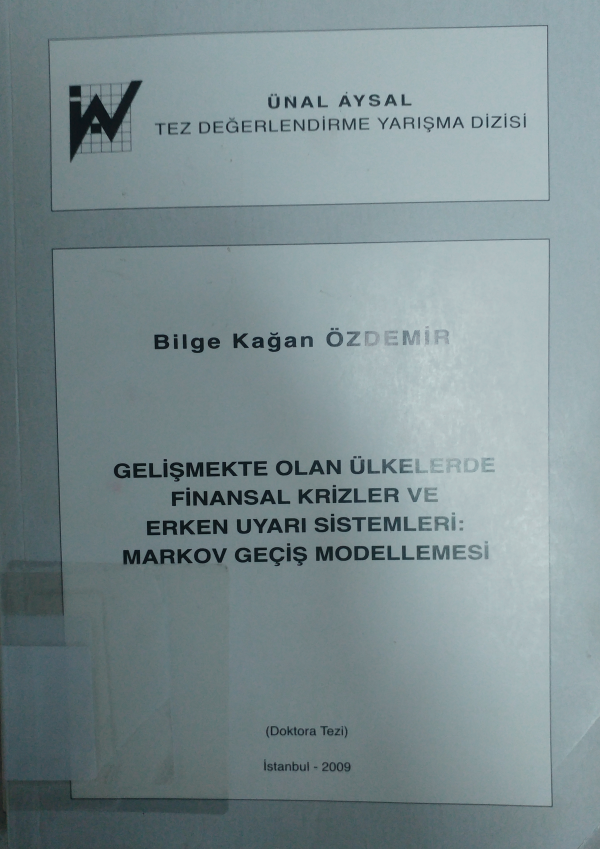 ÜNAL AYSAL
TEZ DEĞERLENDİRME YARIŞMA DİZİSİ
Bilge Kağan ÖZDEMİR
GELİŞMEKTE OLAN ÜLKELERDE
FİNANSAL KRİZLER VE
ERKEN UYARI SİSTEMLERİ:
MARKOV GEÇİŞ MODELLEMESİ
(Doktora Tezi)
İstanbul - 2009